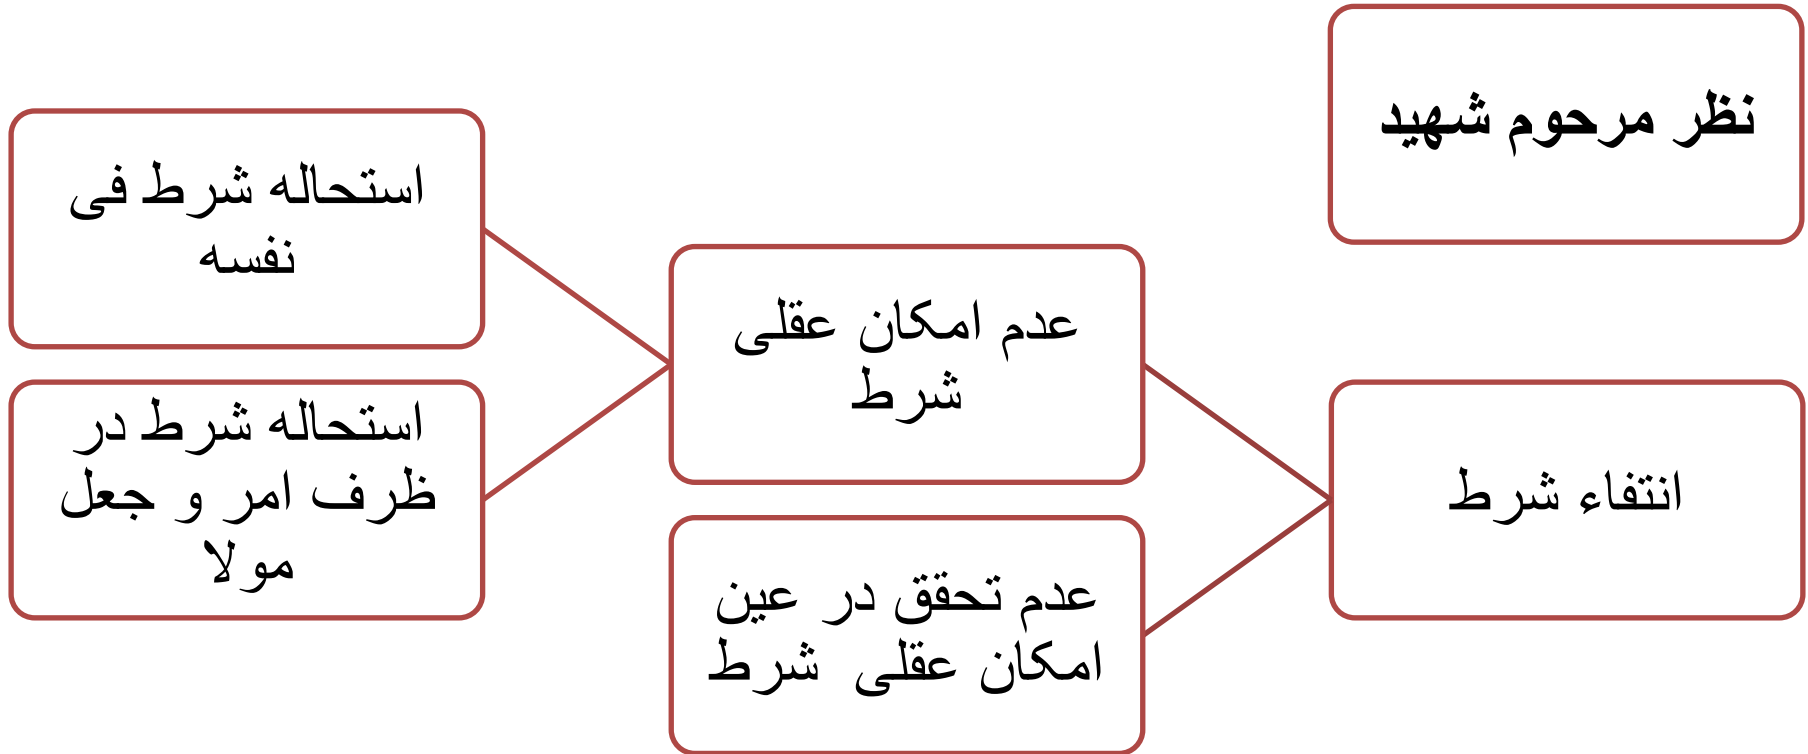 نظر مرحوم شهید
انتفاء شرط
عدم امکان عقلی
شرط
عدم تحقق در عین
امکان عقلی شرط
استحاله شرط فی
نفسه
استحاله شرط در
ظرف امر و جعل
مولا